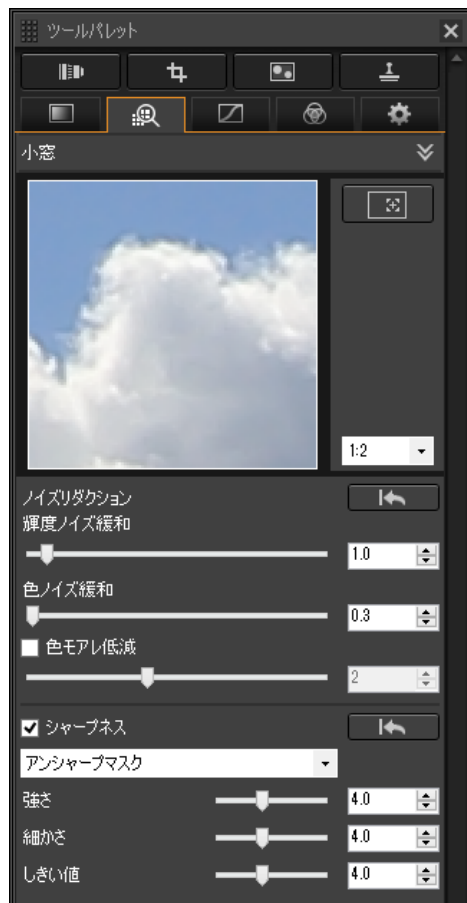 ツールパレット
小窓
1:2
ノイズリダクション
輝度ノイズ緩和
1.0
色ノイズ緩和
0.3
色モアレ低減
2
シャープネス
アンシャープマスク
強さ
4.0
細かさ
4.0
しきい値
4.0